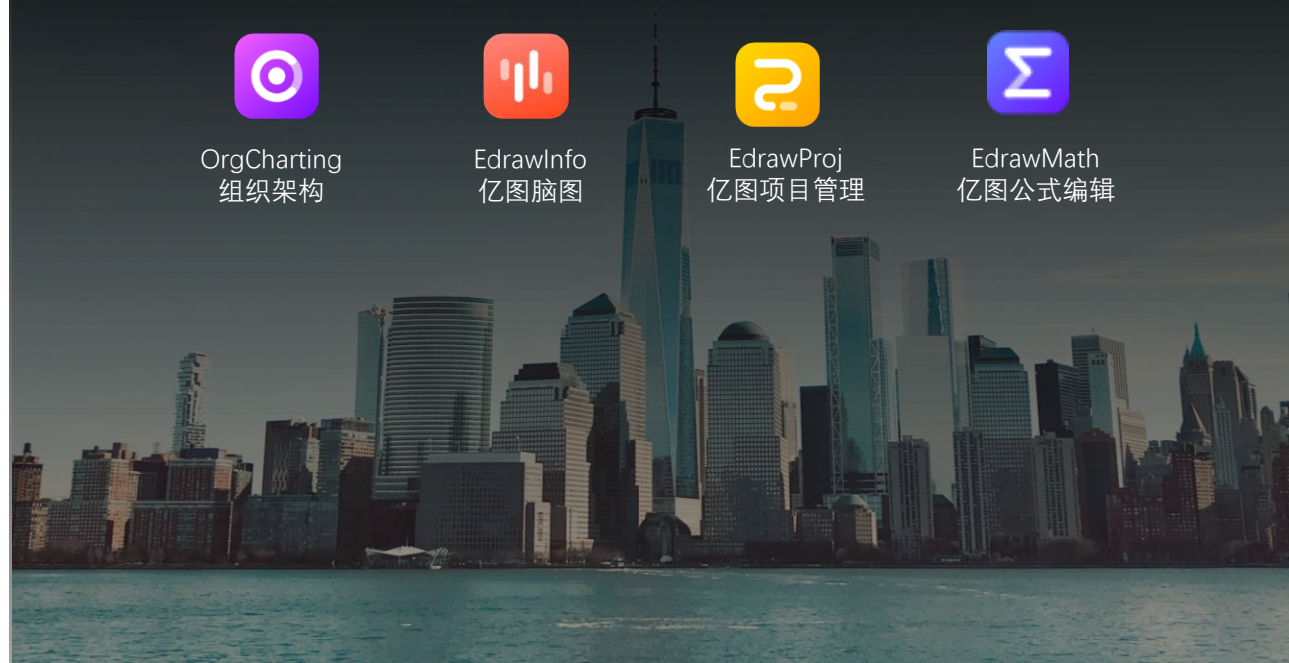 OrgCharting
组织架构
EdrawInfo
亿图脑图
EdrawProj
亿图项目管理
EdrawMath
亿图公式编辑